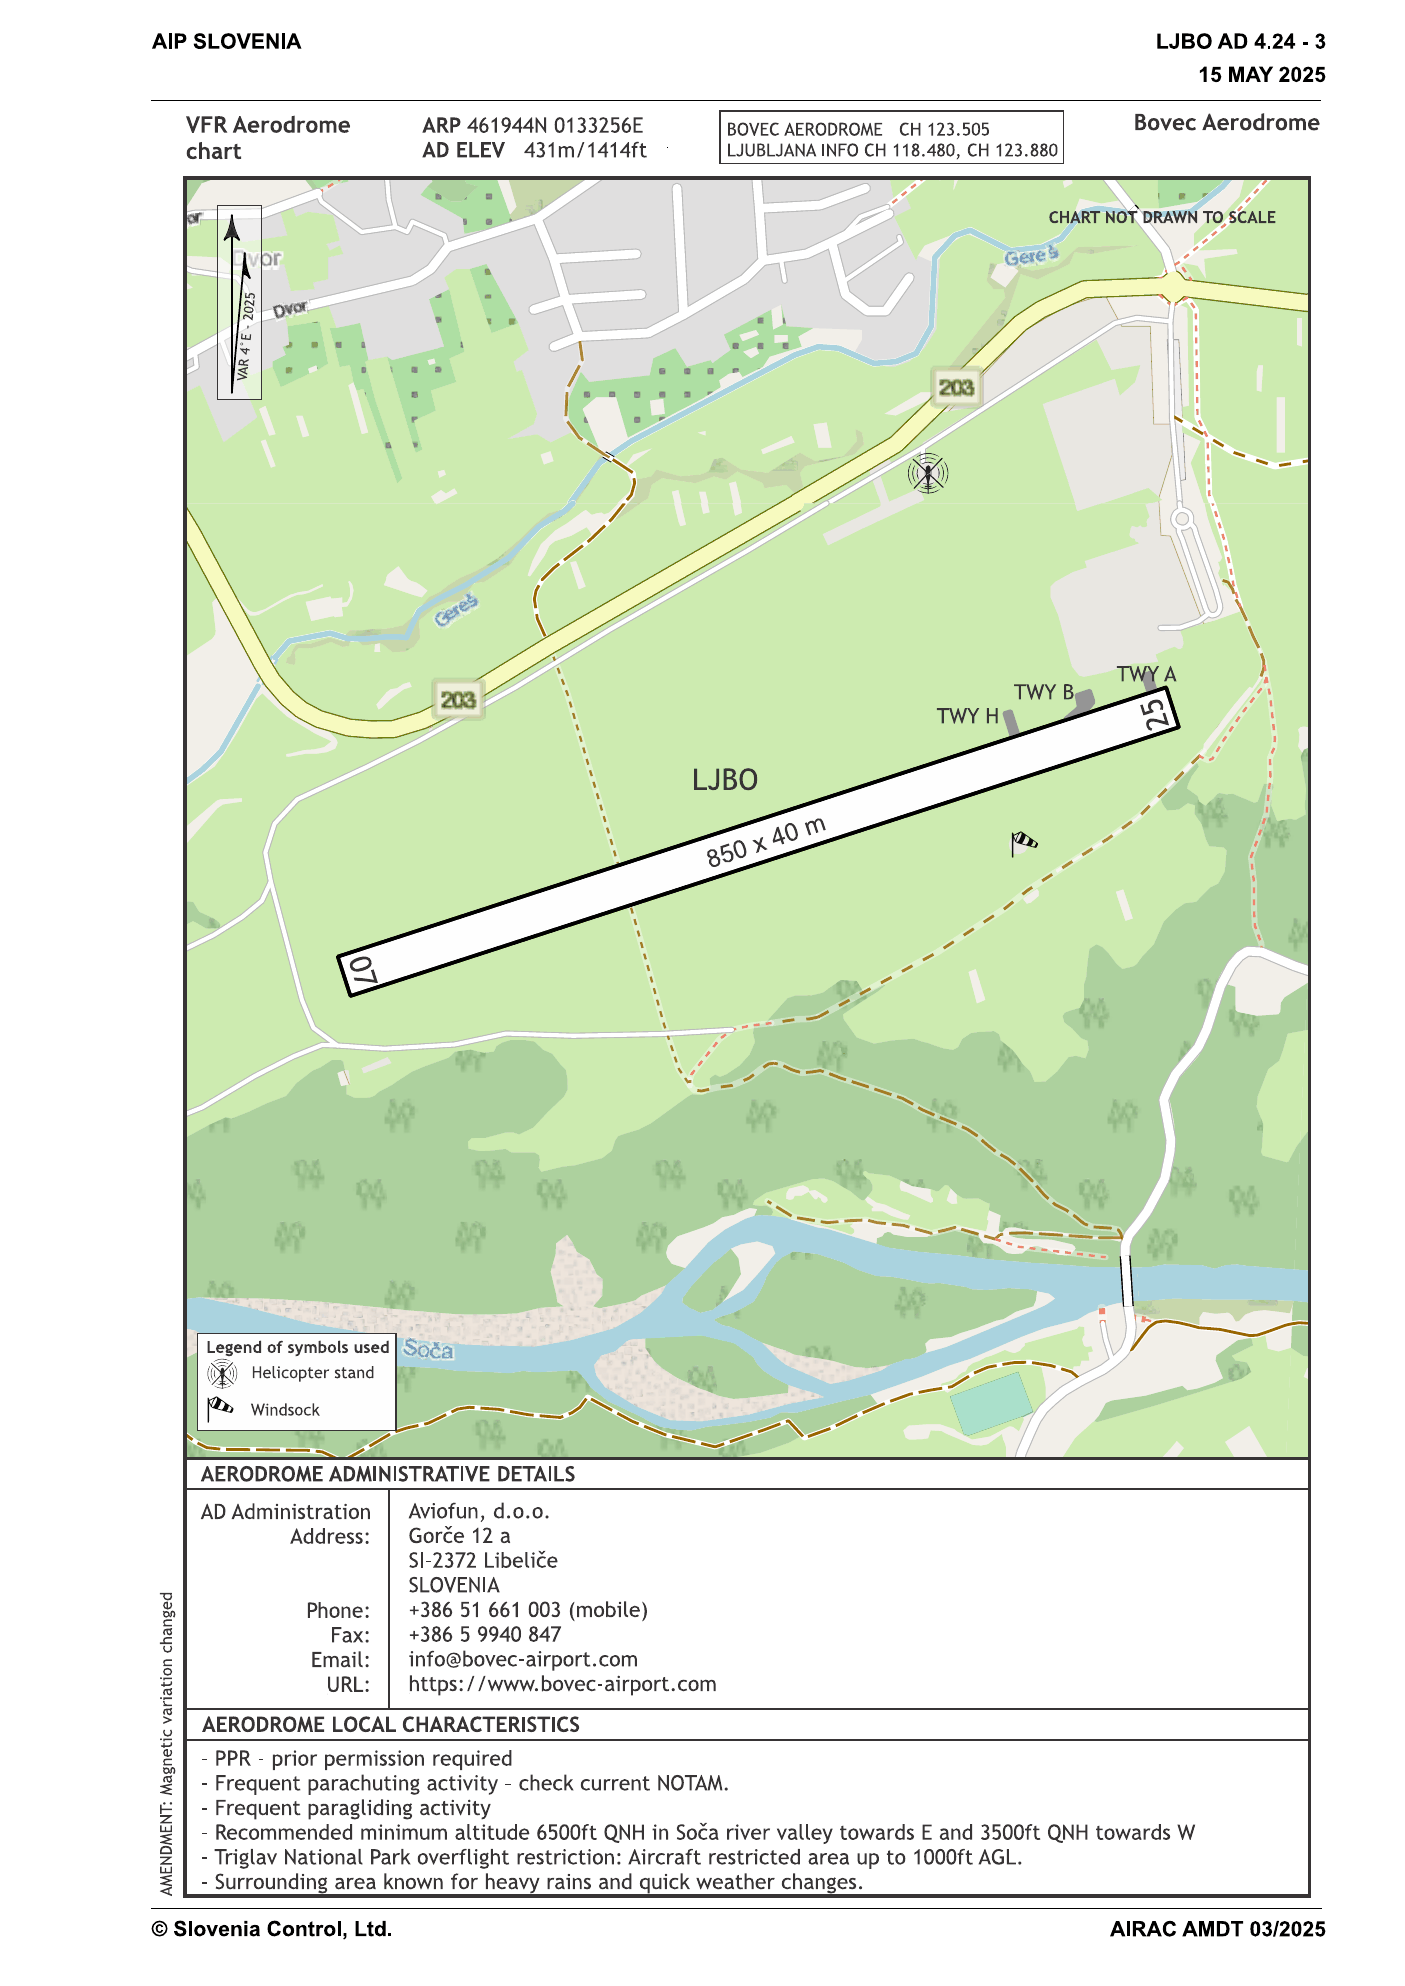 AIP SLOVENIA
LJBO AD 4.24 - 3
15 MAY 2025
VFR Aerodrome
chart
ARP 461944N 0133256E
AD ELEV 431m/1414ft
BOVEC AERODROME CH 123.505
LJUBLJANA INFO CH 118.480, CH 123.880
Bovec Aerodrome
CHART NOT DRAWN TO SCALE
VAR 4°E - 2025
Dvor
Dvor
Gereš
203
Gereš
203
TWY A
TWY B
TWY H
25
LJBO
850 x 40 m
07
Soča
Legend of symbols used
Helicopter stand
Windsock
AERODROME ADMINISTRATIVE DETAILS
AD Administration
Address:
Aviofun, d.o.o.
Gorče 12 a
SI-2372 Libeliče
SLOVENIA
Phone: +386 51 661 003 (mobile)
Fax: +386 5 9940 847
Email: info@bovec-airport.com
URL: https://www.bovec-airport.com
AERODROME LOCAL CHARACTERISTICS
- PPR - prior permission required
- Frequent parachuting activity - check current NOTAM.
- Frequent paragliding activity
- Recommended minimum altitude 6500ft QNH in Soča river valley towards E and 3500ft QNH towards W
- Triglav National Park overflight restriction: Aircraft restricted area up to 1000ft AGL.
- Surrounding area known for heavy rains and quick weather changes.
AMENDMENT: Magnetic variation changed
© Slovenia Control, Ltd.
AIRAC AMDT 03/2025